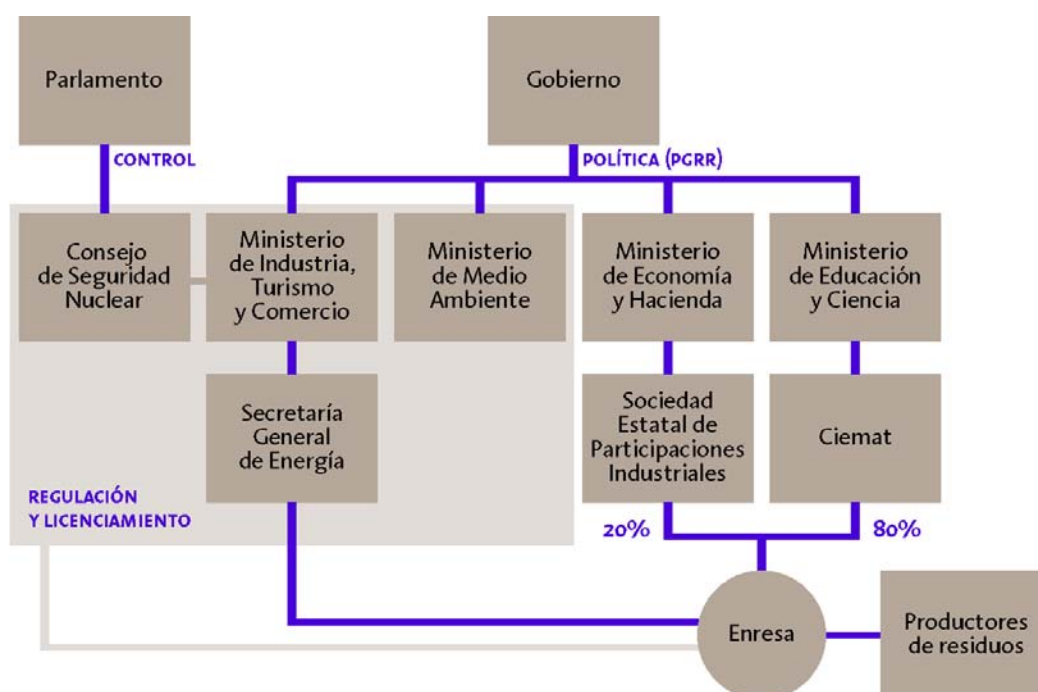 Parlamento
Gobierno
CONTROL
POLÍTICA (PGRR)
Consejo
de Seguridad
Nuclear
Ministerio
de Industria,
Turismo
y Comercio
Ministerio
de Medio
Ambiente
Ministerio
de Economía
y Hacienda
Ministerio
de Educación
y Ciencia
Secretaría
General
de Energía
Sociedad
Estatal de
Participaciones
Industriales
Ciemat
REGULACIÓN
Y LICENCIAMIENTO
20%
80%
Enresa
Productores
de residuos